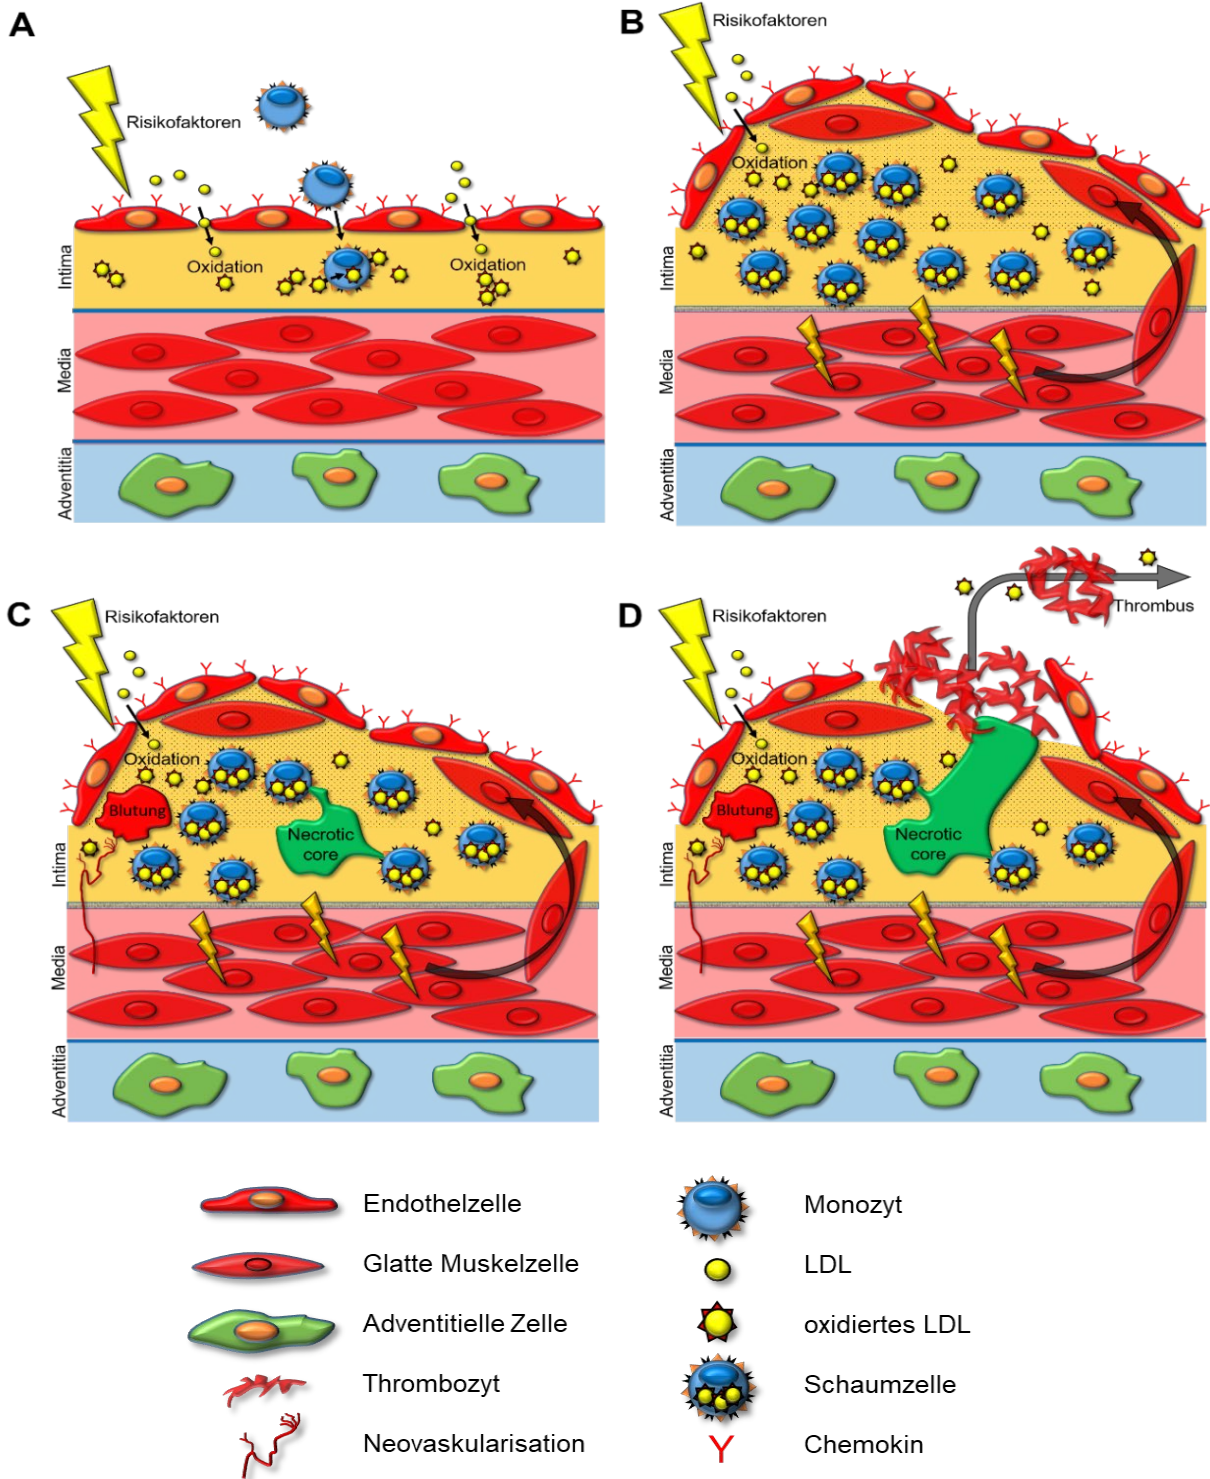 A
Risikofaktoren
Oxidation
Oxidation
Intima
Media
Adventitia
B
Risikofaktoren
Oxidation
Intima
Media
Adventitia
C
Risikofaktoren
Oxidation
Blutung
Necrotic
core
Intima
Media
Adventitia
D
Risikofaktoren
Thrombus
Oxidation
Blutung
Necrotic
core
Intima
Media
Adventitia
Endothelzelle
Glatte Muskelzelle
Adventitielle Zelle
Thrombozyt
Neovaskularisation
Monozyt
LDL
oxidiertes LDL
Schaumzelle
Chemokin